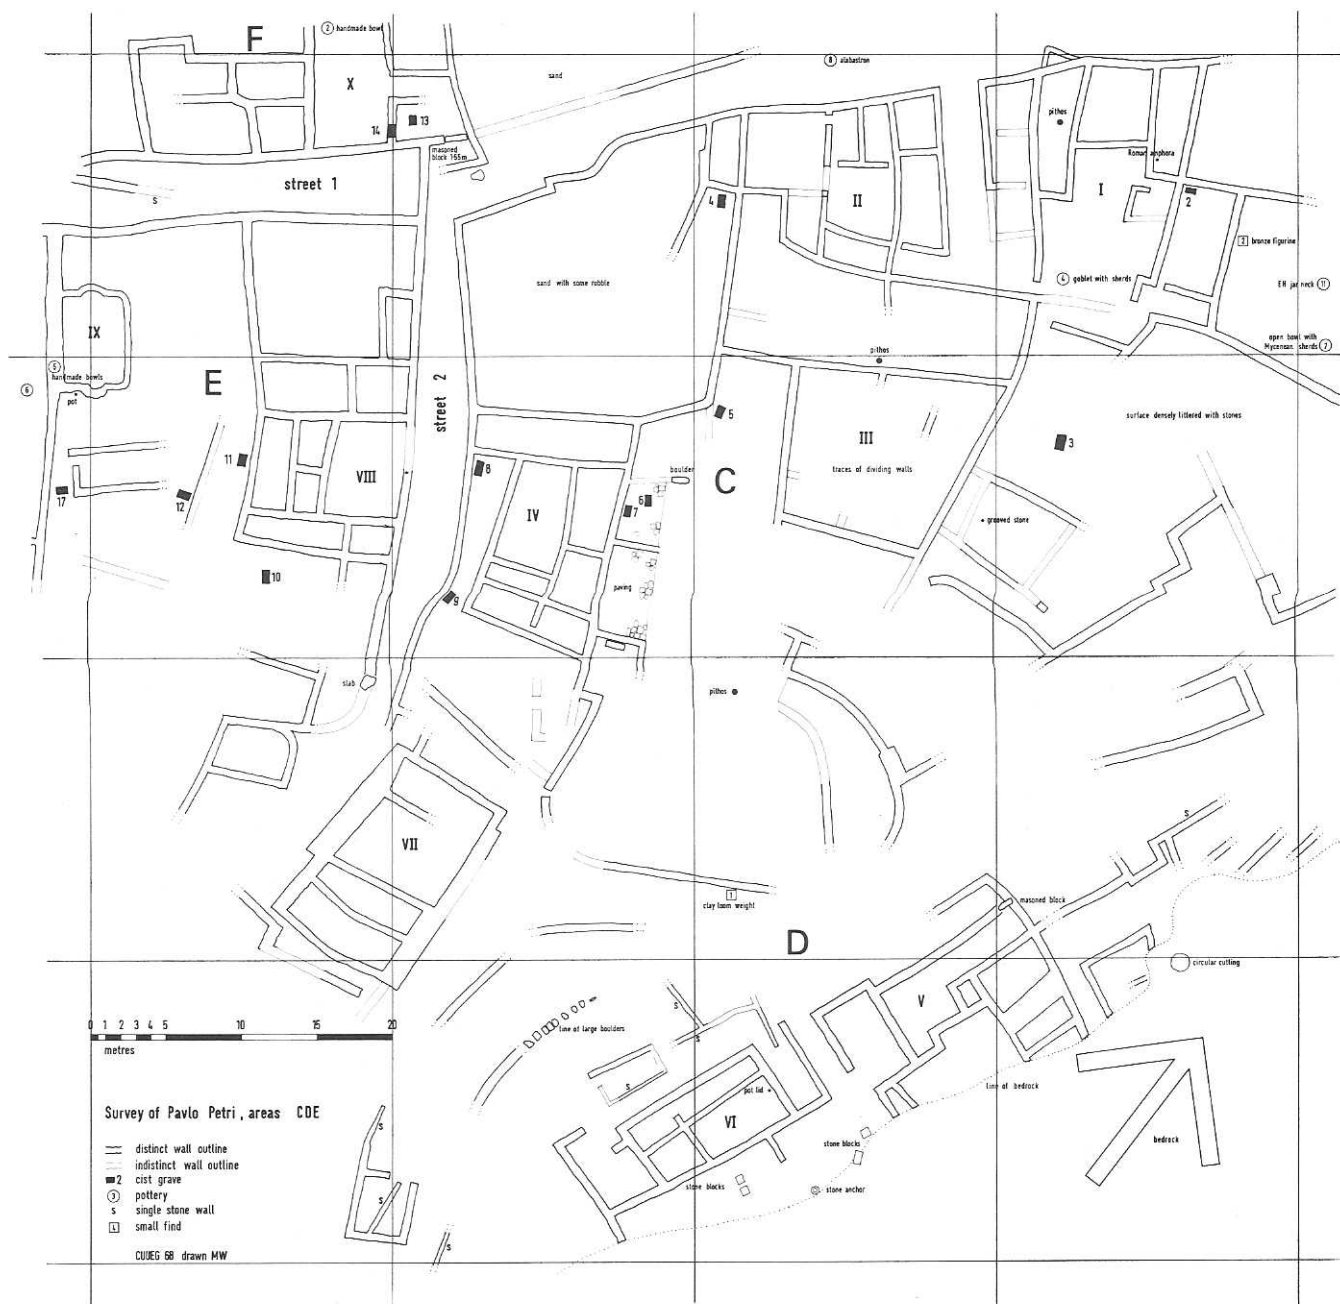 F
② handmade bowl
X
sand
⑧ alabastron
pithos
14
13
masoned
block 1·65m
Roman amphora
street 1
s
4
II
I
2
2 bronze figurine
④ goblet with sherds
EH jar neck ⑪
sand with some rubble
IX
pithos
open bowl with
Mycenean sherds ⑦
⑤
handmade bowls
⑥
pot
E
street 2
5
III
3
surface densely littered with stones
traces of dividing walls
11
VIII
8
boulder
C
17
12
IV
6
7
grooved stone
10
9
paving
slab
pithos
VII
s
1
clay loom weight
masoned block
D
circular cutting
V
0 1 2 3 4 5 10 15 20
metres
s
line of large boulders
s
s
pot lid
line of bedrock
Survey of Pavlo Petri, areas CDE
VI
bedrock
distinct wall outline
indistinct wall outline
2 cist grave
③ pottery
s single stone wall
4 small find
CUUEG 68 drawn MW
s
s
s
stone blocks
stone blocks
stone anchor